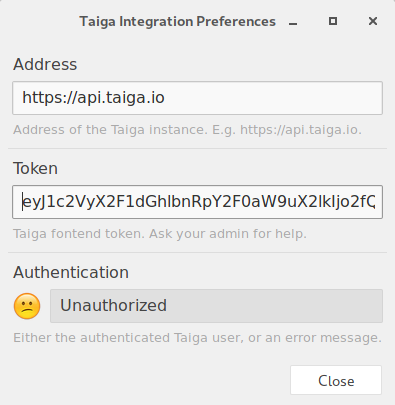 Taiga Integration Preferences
Address
https://api.taiga.io
Address of the Taiga instance. E.g. https://api.taiga.io.
Token
eyJ1c2VyX2F1dGhlbnRpY2F0aW9uX2lkIjo2fQ
Taiga fontend token. Ask your admin for help.
Authentication
Unauthorized
Either the authenticated Taiga user, or an error message.
Close